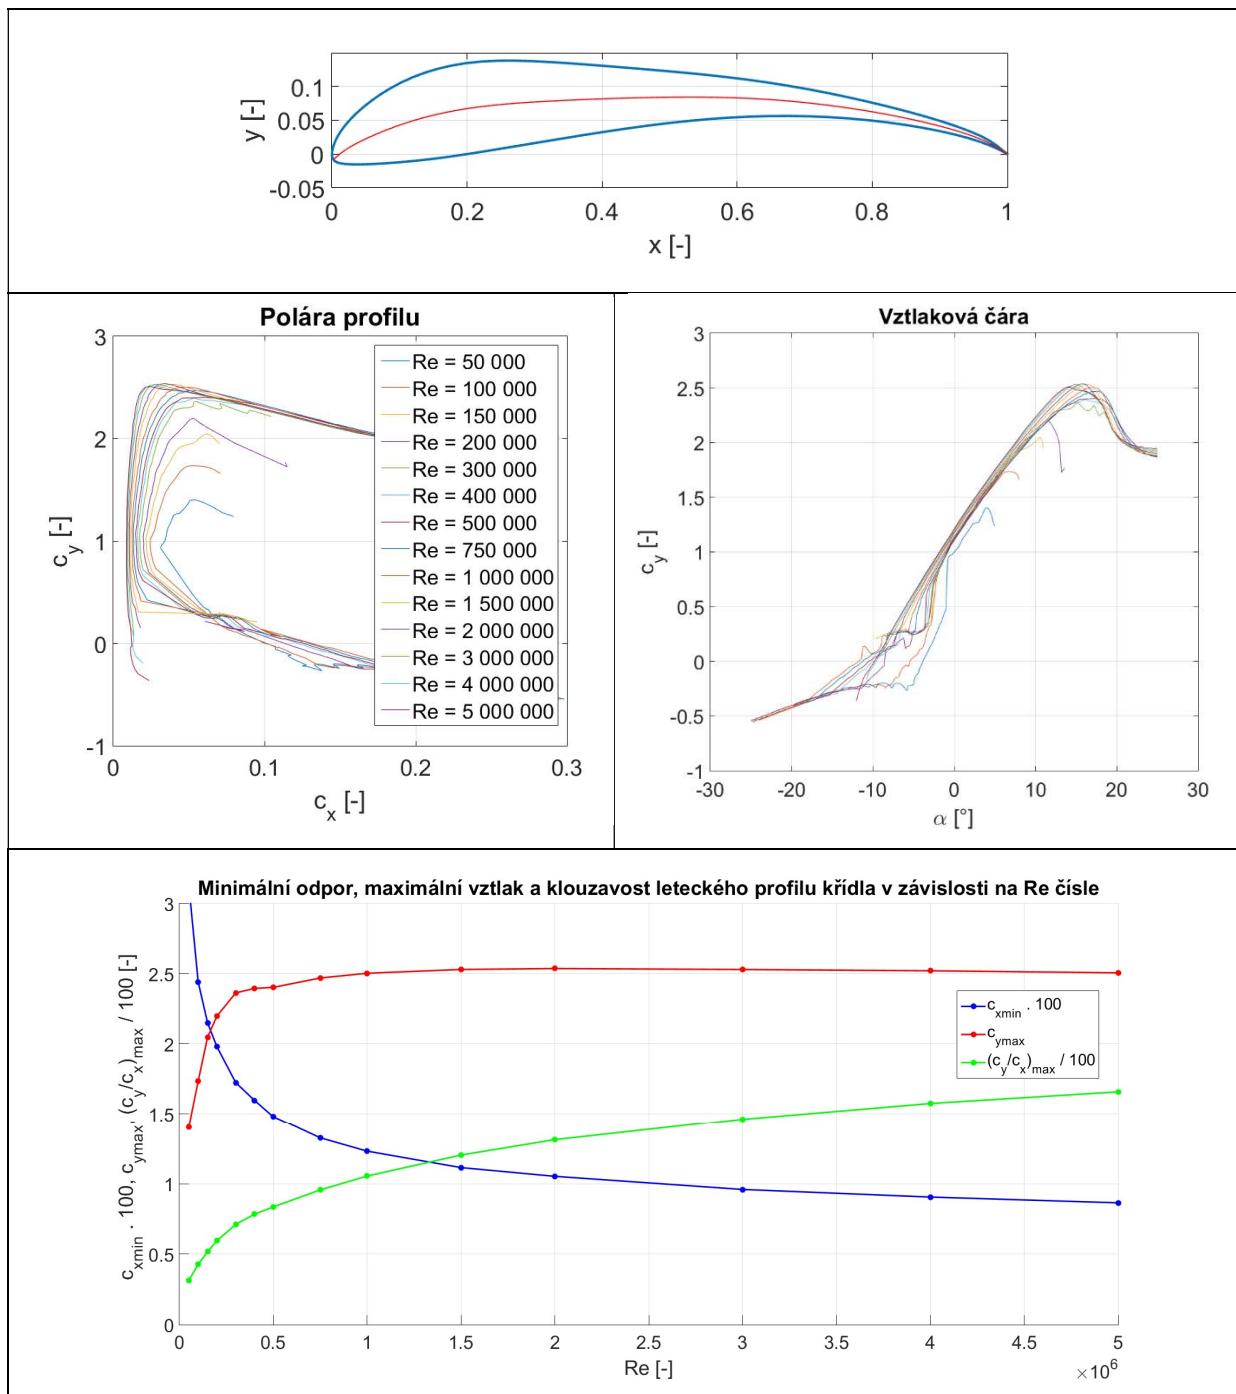 0.1
0.05
0
-0.05
y [-]
0
0.2
0.4
0.6
0.8
1
x [-]
Polára profilu
3
2
1
0
-1
c_y [-]
0
0.1
0.2
0.3
c_x [-]
Re = 50 000
Re = 100 000
Re = 150 000
Re = 200 000
Re = 300 000
Re = 400 000
Re = 500 000
Re = 750 000
Re = 1 000 000
Re = 1 500 000
Re = 2 000 000
Re = 3 000 000
Re = 4 000 000
Re = 5 000 000
Vztlaková čára
3
2.5
2
1.5
1
0.5
0
-0.5
-1
c_y [-]
-30
-20
-10
0
10
20
30
α [°]
Minimální odpor, maximální vztlak a klouzavost leteckého profilu křídla v závislosti na Re čísle
3
2.5
2
1.5
1
0.5
0
c_xmin . 100, c_ymax, (c_y/c_x)_max / 100 [-]
c_xmin . 100
c_ymax
(c_y/c_x)_max / 100
0
0.5
1
1.5
2
2.5
3
3.5
4
4.5
5
Re [-]
×10^6